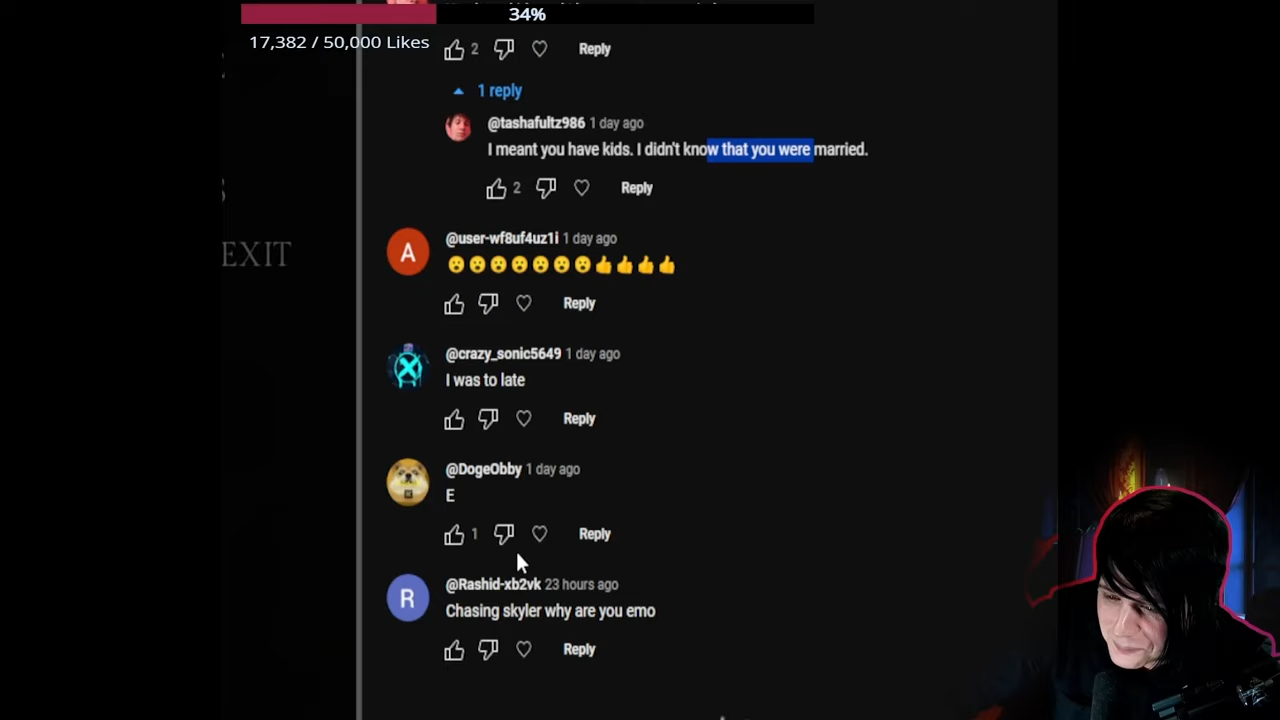 34%
17,382 / 50,000 Likes
2 Reply
1 reply
@tashafultz986 1 day ago
I meant you have kids. I didn't know that you were married.
2 Reply
EXIT
A
@user-wf8uf4uz1i 1 day ago
😮😮😮😮😮😮😮👍👍👍👍
Reply
@crazy_sonic5649 1 day ago
I was to late
Reply
@DogeObby 1 day ago
E
1 Reply
R
@Rashid-xb2vk 23 hours ago
Chasing skyler why are you emo
Reply